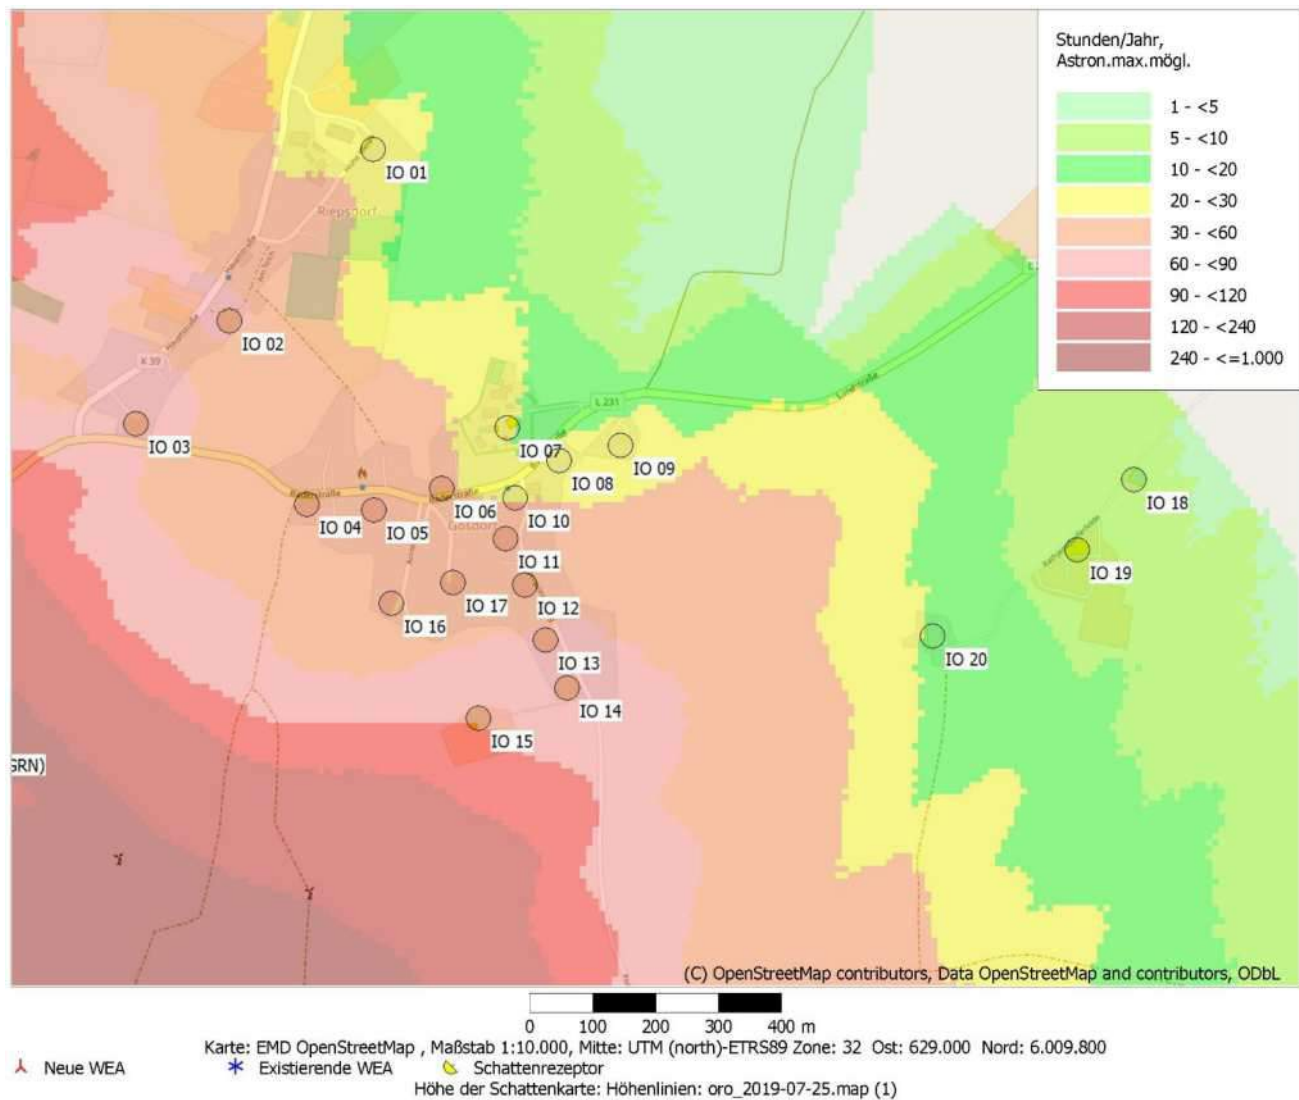 Stunden/Jahr,
Astron.max.mögl.
1 - <5
5 - <10
10 - <20
20 - <30
30 - <60
60 - <90
90 - <120
120 - <240
240 - <=1.000
IO 01
Riepsdorf
IO 02
K 39
IO 03
L 231
IO 07
IO 08
IO 09
IO 06
IO 10
IO 04
IO 05
Gosdorf
IO 11
IO 18
IO 19
IO 17
IO 12
IO 16
IO 13
IO 20
IO 14
IO 15
GRN)
(C) OpenStreetMap contributors, Data OpenStreetMap and contributors, ODbL
0 100 200 300 400 m
Karte: EMD OpenStreetMap , Maßstab 1:10.000, Mitte: UTM (north)-ETRS89 Zone: 32 Ost: 629.000 Nord: 6.009.800
Neue WEA Existierende WEA Schattenrezeptor
Höhe der Schattenkarte: Höhenlinien: oro_2019-07-25.map (1)